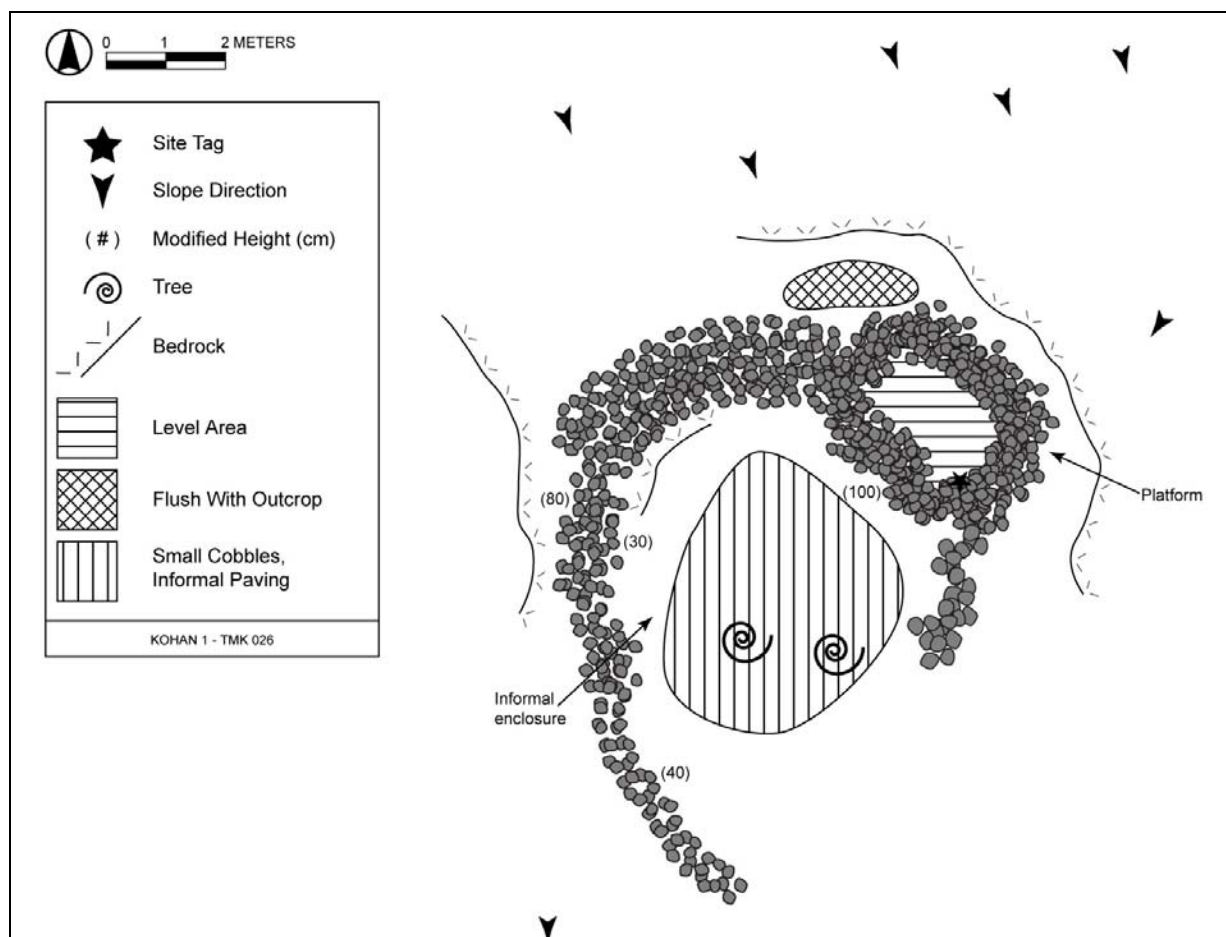 0 1 2 METERS
Site Tag
Slope Direction
( # ) Modified Height (cm)
Tree
Bedrock
Level Area
Flush With Outcrop
Small Cobbles,
Informal Paving
KOHAN 1 - TMK 026
(80)
(30)
(100)
Platform
Informal
enclosure
(40)